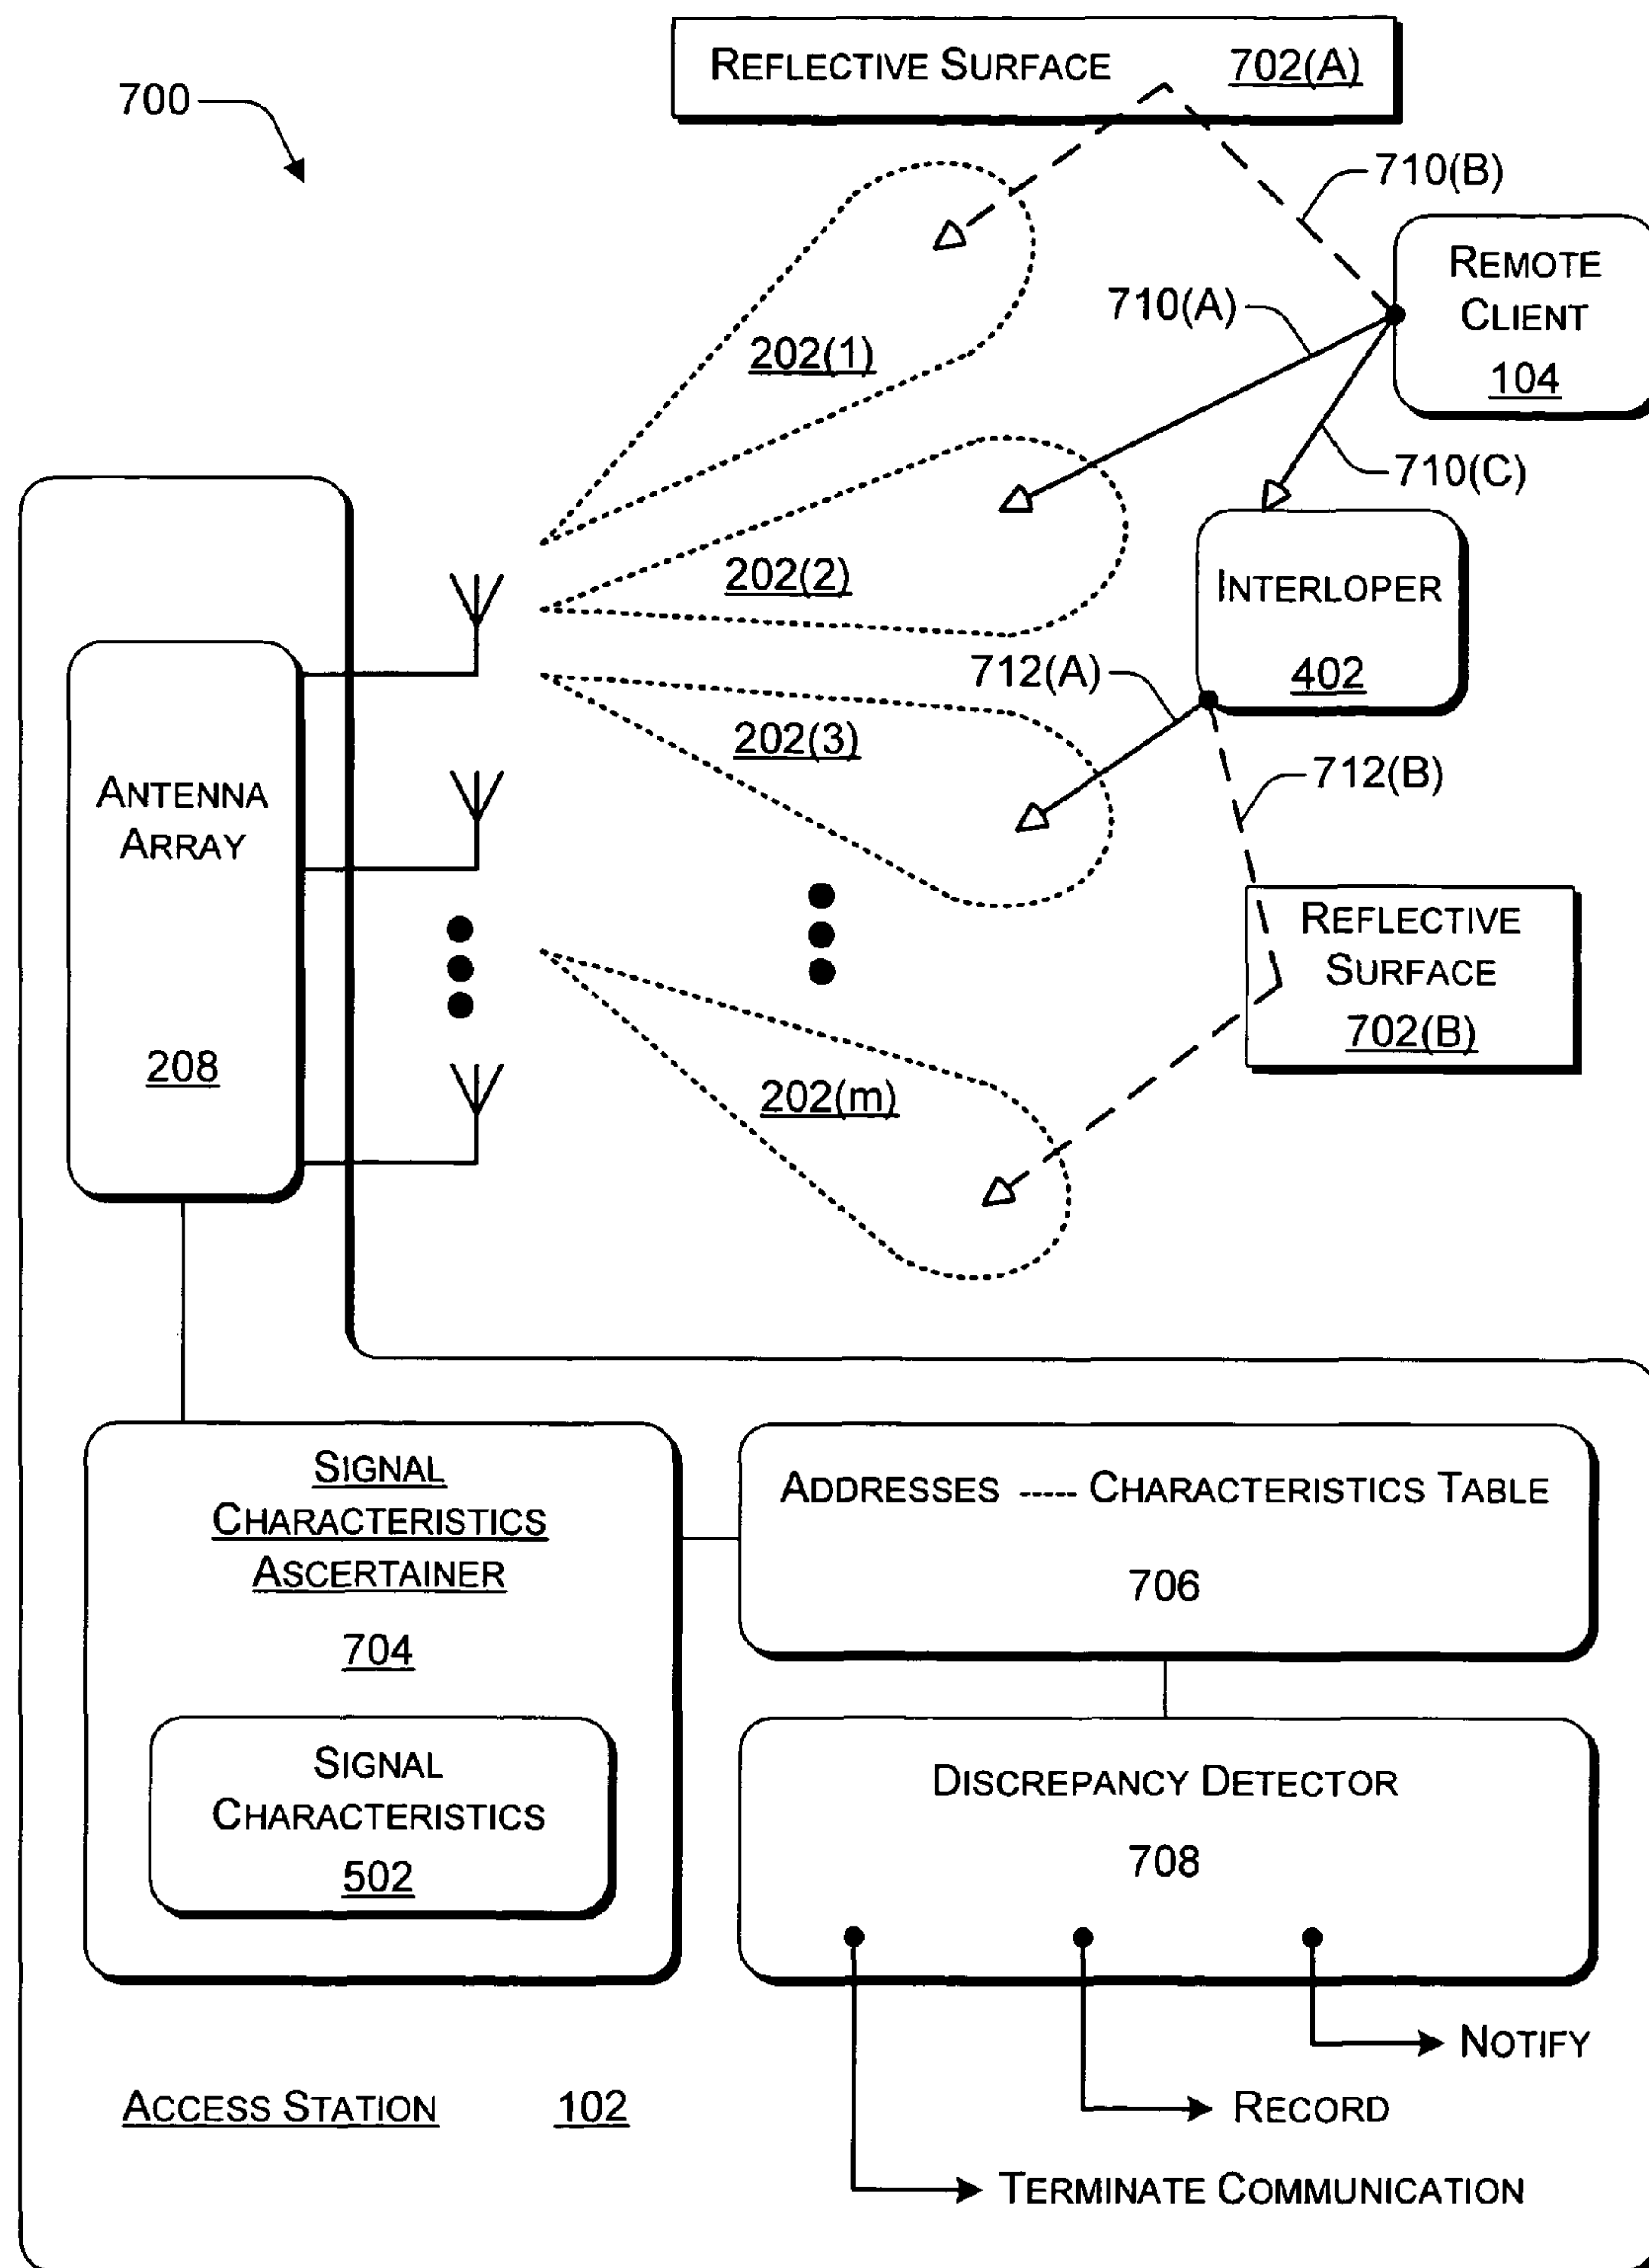 REFLECTIVE SURFACE 702(A)
700
710(B)
REMOTE
CLIENT
104
710(A)
202(1)
710(C)
202(2)
INTERLOPER
402
712(A)
202(3)
712(B)
ANTENNA
ARRAY
208
REFLECTIVE
SURFACE
702(B)
202(m)
SIGNAL
CHARACTERISTICS
ASCERTAINER
704
SIGNAL
CHARACTERISTICS
502
ADDRESSES ----- CHARACTERISTICS TABLE
706
DISCREPANCY DETECTOR
708
NOTIFY
RECORD
TERMINATE COMMUNICATION
ACCESS STATION 102